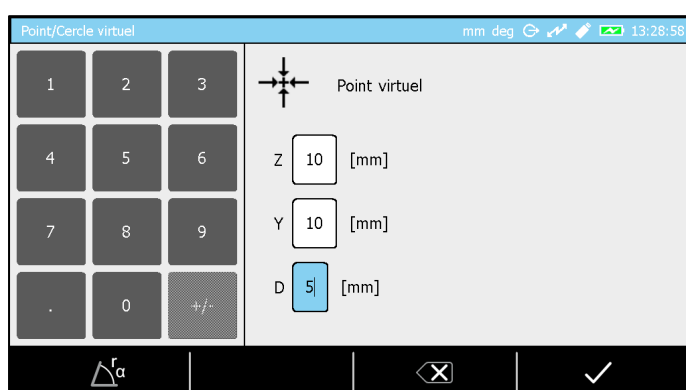 Point/Cercle virtuel mm deg 13:28:58
1 2 3
Point virtuel
4 5 6
Z 10 [mm]
7 8 9
Y 10 [mm]
. 0 +/-
D 5 [mm]
r
α